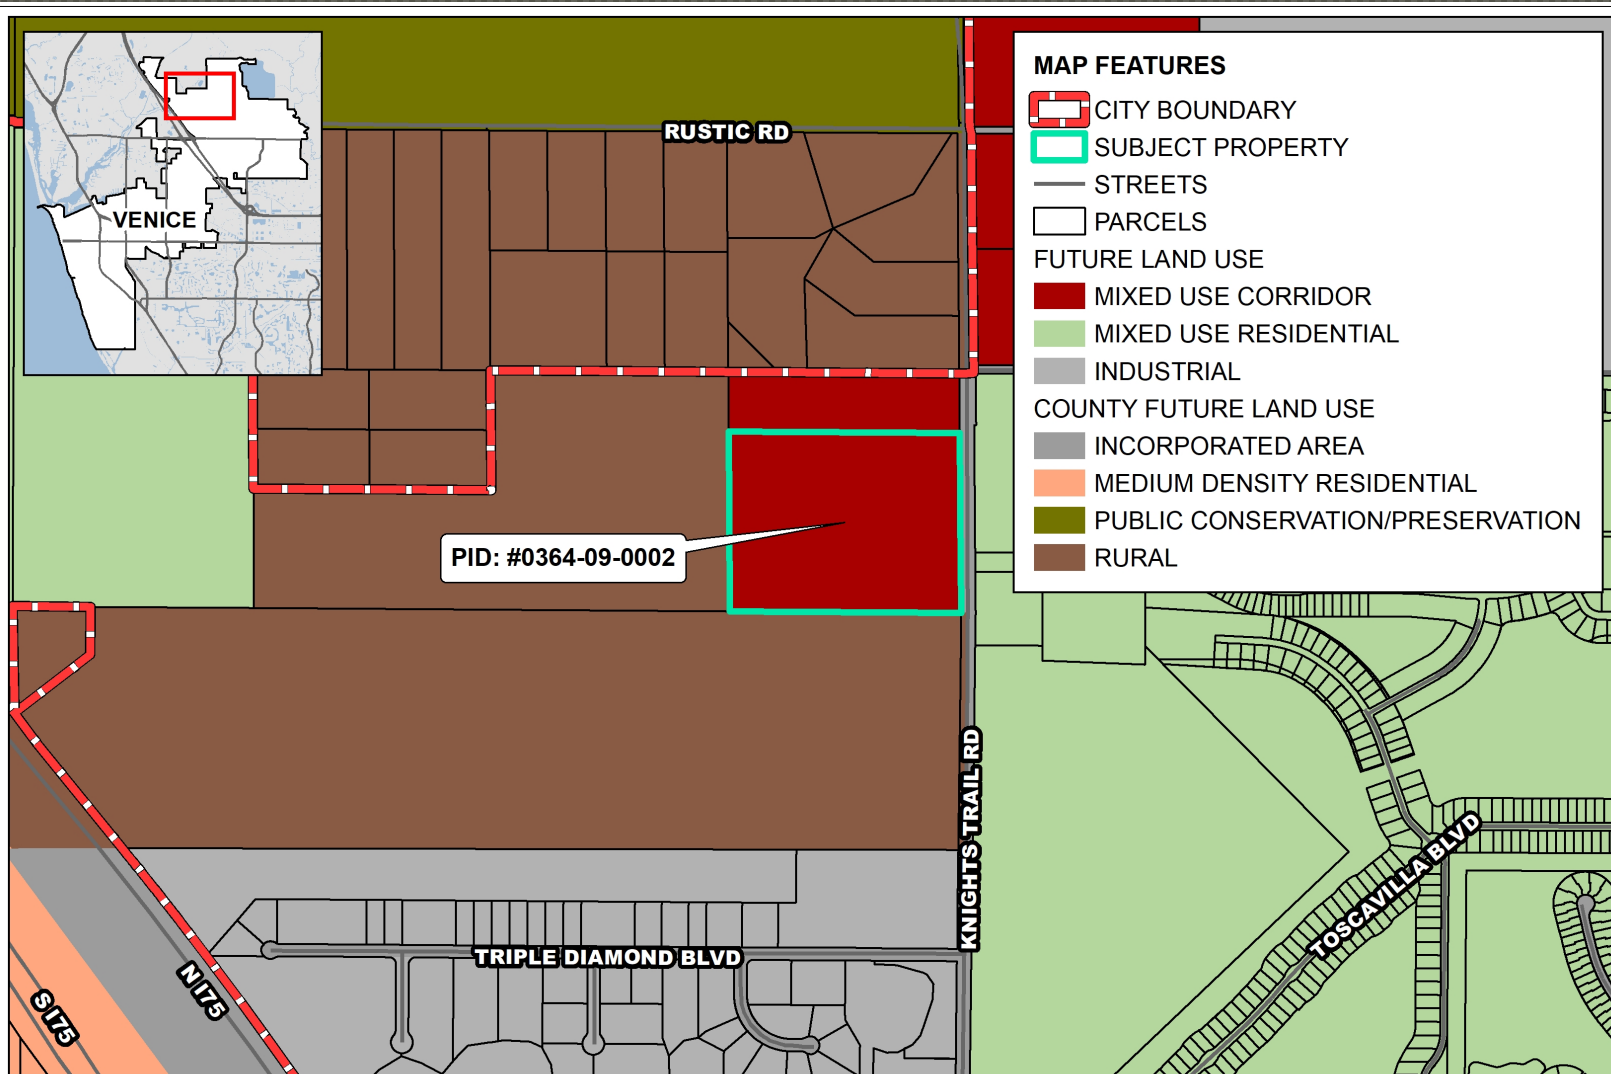 VENICE
RUSTIC RD
MAP FEATURES
CITY BOUNDARY
SUBJECT PROPERTY
STREETS
PARCELS
FUTURE LAND USE
MIXED USE CORRIDOR
MIXED USE RESIDENTIAL
INDUSTRIAL
COUNTY FUTURE LAND USE
INCORPORATED AREA
MEDIUM DENSITY RESIDENTIAL
PUBLIC CONSERVATION/PRESERVATION
RURAL
PID: #0364-09-0002
KNIGHTS TRAIL RD
TOSCAVILLA BLVD
TRIPLE DIAMOND BLVD
N I75
S I75